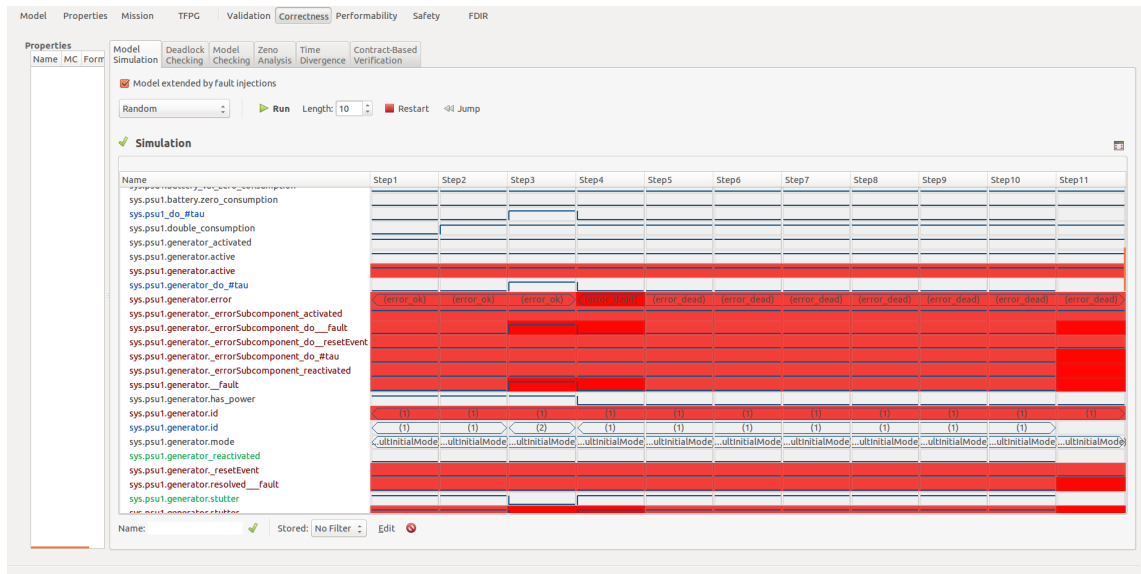 Model Properties Mission TFPG Validation Correctness Performability Safety FDIR
Properties
Name MC Form
Model Simulation Deadlock Checking Model Checking Zeno Analysis Time Divergence Contract-Based Verification
Model extended by fault injections
Random Run Length: 10 Restart Jump
Simulation
Name Step1 Step2 Step3 Step4 Step5 Step6 Step7 Step8 Step9 Step10 Step11
sys.psu1.battery.zero_consumption
sys.psu1_do_#tau
sys.psu1.double_consumption
sys.psu1.generator_activated
sys.psu1.generator.active
sys.psu1.generator.active
sys.psu1.generator_do_#tau
sys.psu1.generator.error (error_ok) (error_ok) (error_ok) (error_dead) (error_dead) (error_dead) (error_dead) (error_dead) (error_dead) (error_dead) (error_dead)
sys.psu1.generator._errorSubcomponent_activated
sys.psu1.generator._errorSubcomponent_do___fault
sys.psu1.generator._errorSubcomponent_do__resetEvent
sys.psu1.generator._errorSubcomponent_do_#tau
sys.psu1.generator._errorSubcomponent_reactivated
sys.psu1.generator.__fault
sys.psu1.generator.has_power
sys.psu1.generator.id (1) (1) (1) (1) (1) (1) (1) (1) (1) (1) (1)
sys.psu1.generator.id (1) (1) (2) (1) (1) (1) (1) (1) (1) (1)
sys.psu1.generator.mode ...ultInitialMode ...ultInitialMode ...ultInitialMode ...ultInitialMode ...ultInitialMode ...ultInitialMode ...ultInitialMode ...ultInitialMode ...ultInitialMode ...ultInitialMode ...ultInitialMode
sys.psu1.generator_reactivated
sys.psu1.generator._resetEvent
sys.psu1.generator.resolved___fault
sys.psu1.generator.stutter
sys.psu1.generator.stutter
Name: Stored: No Filter Edit